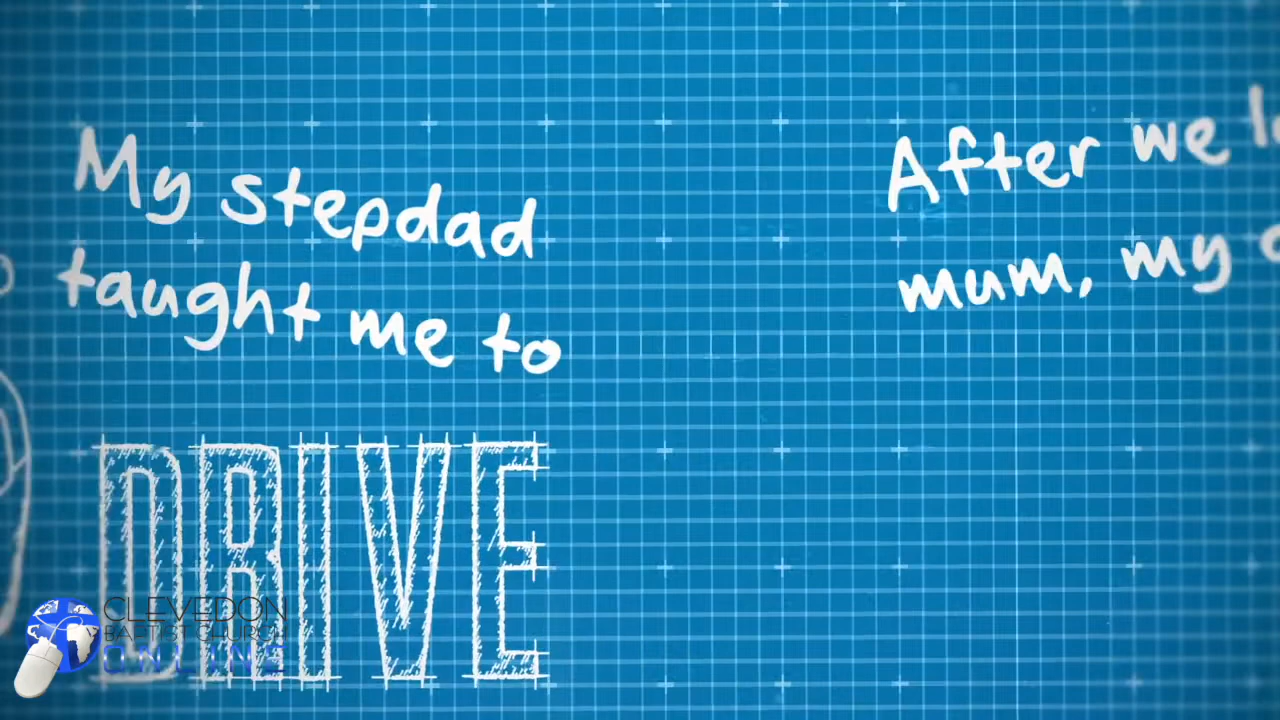 My stepdad
taught me to
DRIVE
After we
mum, my
CLEVEDON
BAPTIST CHURCH
ONLINE